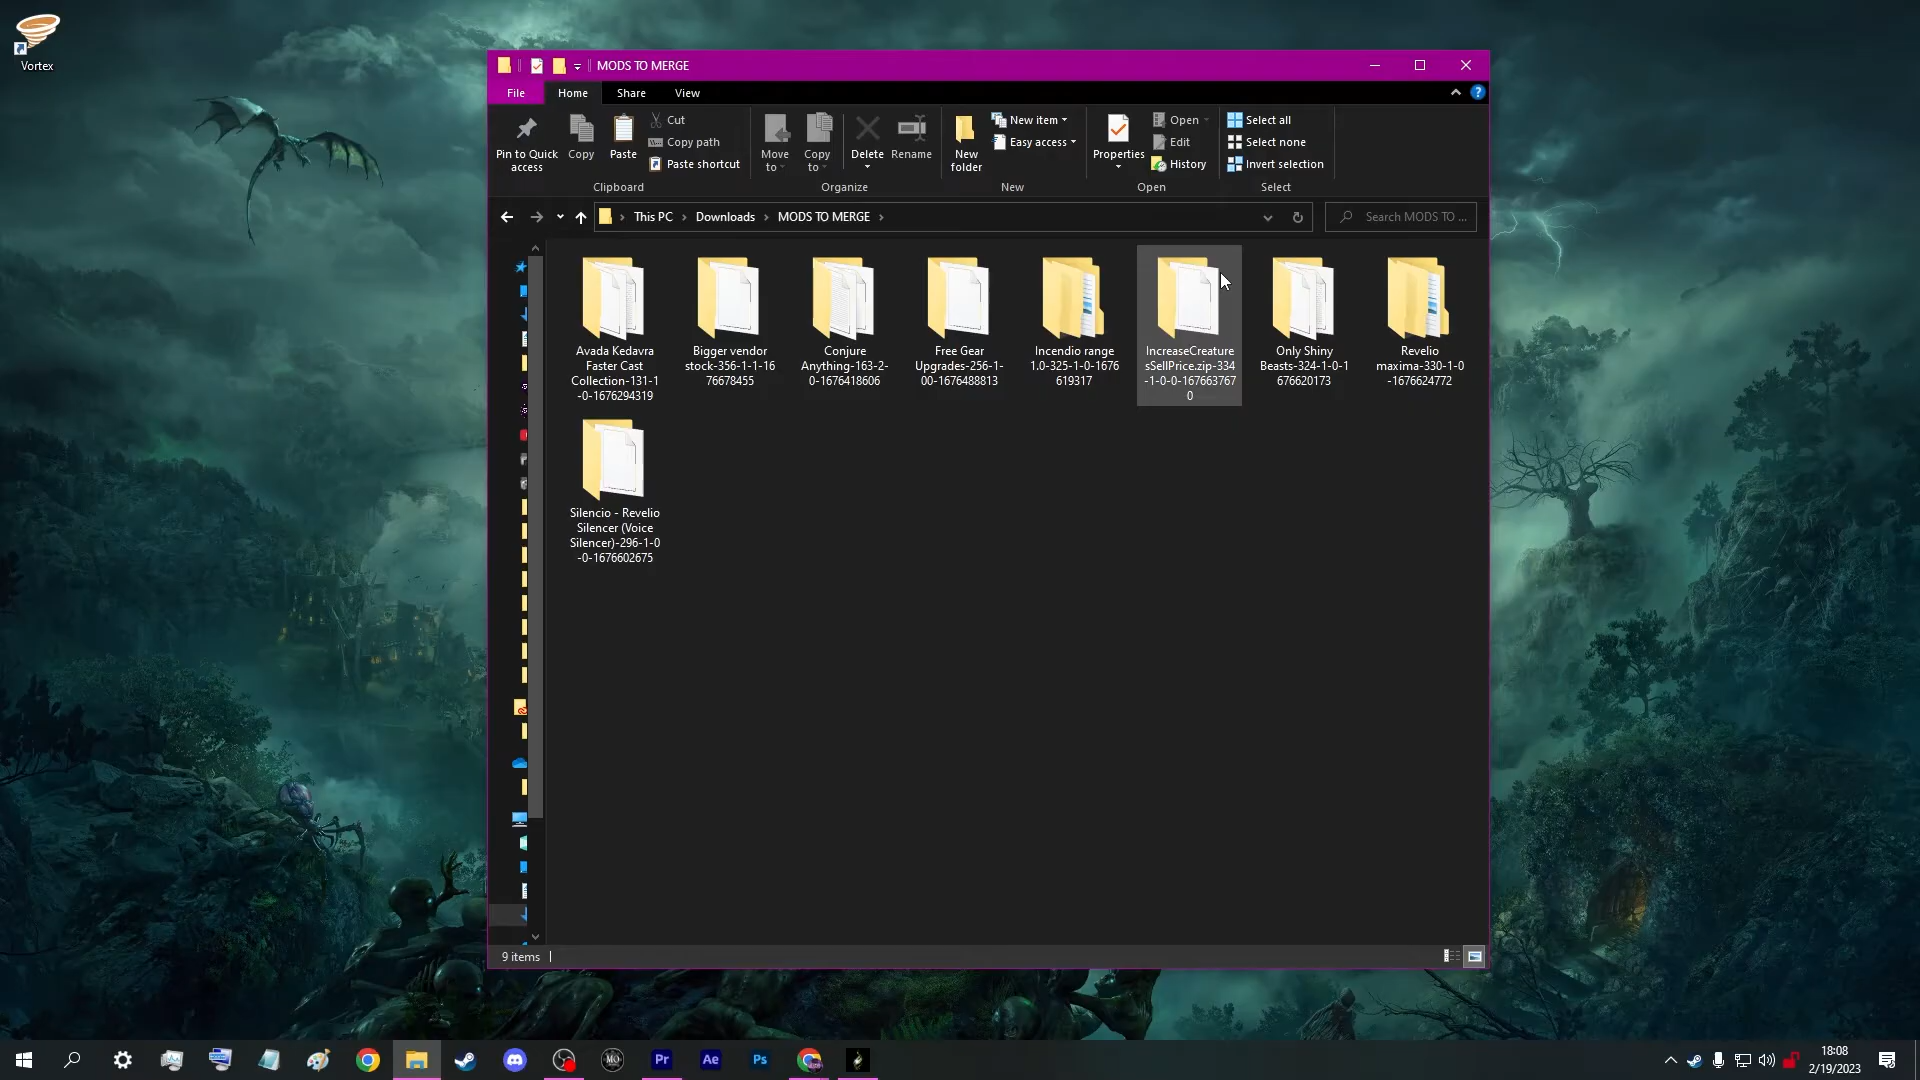 Vortex
MODS TO MERGE
File
Home
Share
View
Pin to Quick
access
Copy
Paste
Cut
Copy path
Paste shortcut
Clipboard
Move
to
Copy
to
Delete
Rename
Organize
New
folder
New item
Easy access
New
Properties
Open
Edit
History
Open
Select all
Select none
Invert selection
Select
This PC
Downloads
MODS TO MERGE
Search MODS TO ...
Avada Kedavra
Faster Cast
Collection-131-1
-0-1676294319
Bigger vendor
stock-356-1-1-16
76678455
Conjure
Anything-163-2-
0-1676418606
Free Gear
Upgrades-256-1-
00-1676488813
Incendio range
1.0-325-1-0-1676
619317
IncreaseCreature
sSellPrice.zip-334
-1-0-0-167663767
0
Only Shiny
Beasts-324-1-0-1
676620173
Revelio
maxima-330-1-0
-1676624772
Silencio - Revelio
Silencer (Voice
Silencer)-296-1-0
-0-1676602675
9 items
Pr
Ae
Ps
18:08
2/19/2023